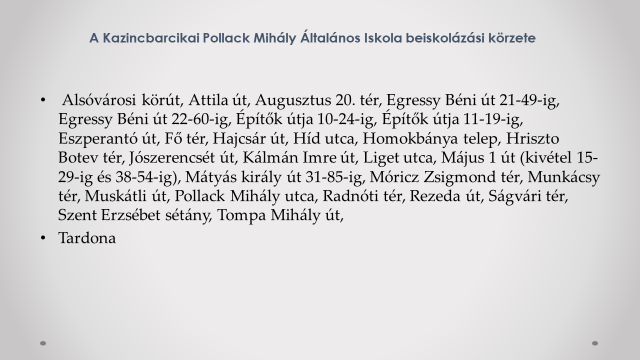 A Kazincbarcikai Pollack Mihály Általános Iskola beiskolázási körzete
• Alsóvárosi körút, Attila út, Augusztus 20. tér, Egressy Béni út 21-49-ig,
Egressy Béni út 22-60-ig, Építők útja 10-24-ig, Építők útja 11-19-ig,
Eszperantó út, Fő tér, Hajcsár út, Híd utca, Homokbánya telep, Hriszto
Botev tér, Jószerencsét út, Kálmán Imre út, Liget utca, Május 1 út (kivétel 15-
29-ig és 38-54-ig), Mátyás király út 31-85-ig, Móricz Zsigmond tér, Munkácsy
tér, Muskátli út, Pollack Mihály utca, Radnóti tér, Rezeda út, Ságvári tér,
Szent Erzsébet sétány, Tompa Mihály út,
• Tardona